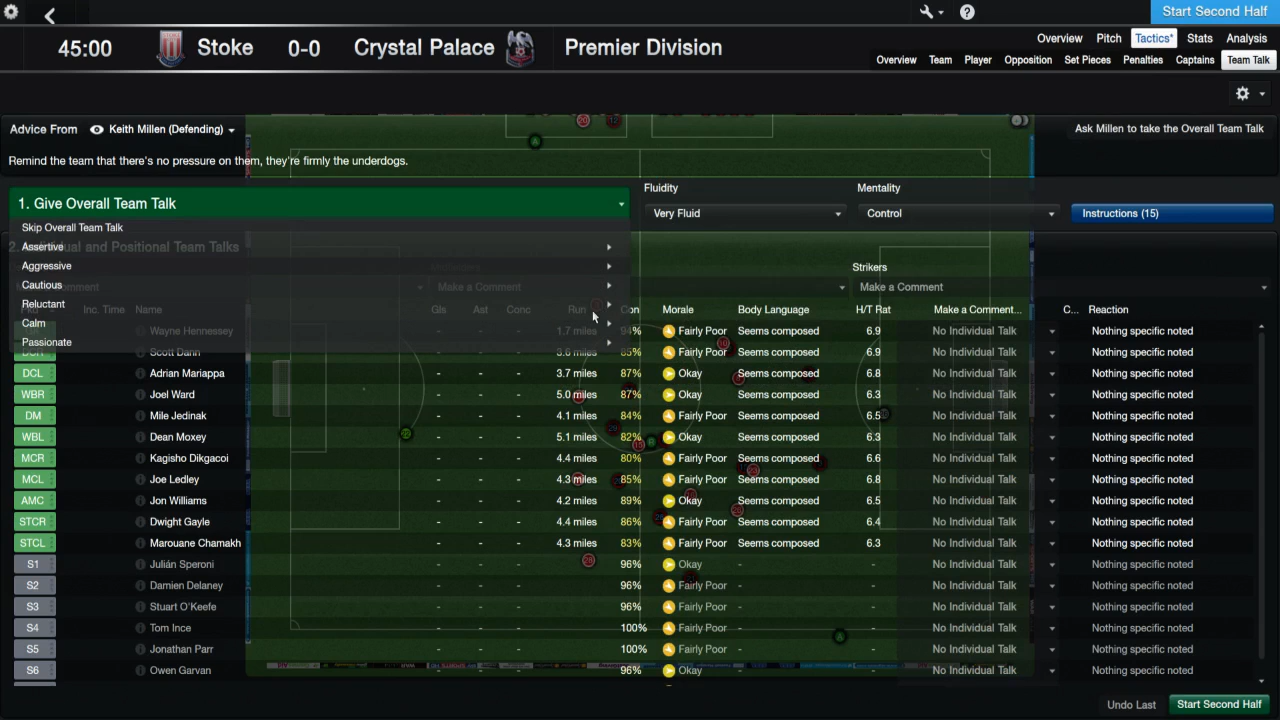 Start Second Half
45:00 Stoke 0-0 Crystal Palace Premier Division
Overview Pitch Tactics* Stats Analysis
Overview Team Player Opposition Set Pieces Penalties Captains Team Talk
Advice From Keith Millen (Defending) Ask Millen to take the Overall Team Talk
Remind the team that there's no pressure on them, they're firmly the underdogs.
1. Give Overall Team Talk
Fluidity Mentality
Very Fluid Control Instructions (15)
Skip Overall Team Talk
Assertive
2. Individual and Positional Team Talks
Aggressive
Strikers
Cautious
Make a Comment Make a Comment
Reluctant
Inc. Time Name Gls Ast Conc Run Con Morale Body Language H/T Rat Make a Comment... C... Reaction
Calm
Wayne Hennessey - - - 1.7 miles 94% Fairly Poor Seems composed 6.9 No Individual Talk Nothing specific noted
Passionate
DCR Scott Dann - - - 3.6 miles 85% Fairly Poor Seems composed 6.9 No Individual Talk Nothing specific noted
DCL Adrian Mariappa - - - 3.7 miles 87% Okay Seems composed 6.8 No Individual Talk Nothing specific noted
WBR Joel Ward - - - 5.0 miles 87% Okay Seems composed 6.3 No Individual Talk Nothing specific noted
DM Mile Jedinak - - - 4.1 miles 84% Fairly Poor Seems composed 6.5 No Individual Talk Nothing specific noted
WBL Dean Moxey - - - 5.1 miles 82% Okay Seems composed 6.3 No Individual Talk Nothing specific noted
MCR Kagisho Dikgacoi - - - 4.4 miles 80% Fairly Poor Seems composed 6.6 No Individual Talk Nothing specific noted
MCL Joe Ledley - - - 4.3 miles 85% Fairly Poor Seems composed 6.8 No Individual Talk Nothing specific noted
AMC Jon Williams - - - 4.2 miles 89% Okay Seems composed 6.5 No Individual Talk Nothing specific noted
STCR Dwight Gayle - - - 4.4 miles 86% Fairly Poor Seems composed 6.4 No Individual Talk Nothing specific noted
STCL Marouane Chamakh - - - 4.3 miles 83% Fairly Poor Seems composed 6.3 No Individual Talk Nothing specific noted
S1 Julián Speroni - - - 96% Okay - - No Individual Talk Nothing specific noted
S2 Damien Delaney - - - 96% Fairly Poor - - No Individual Talk Nothing specific noted
S3 Stuart O'Keefe - - - 96% Fairly Poor - - No Individual Talk Nothing specific noted
S4 Tom Ince - - - 100% Fairly Poor - - No Individual Talk Nothing specific noted
S5 Jonathan Parr - - - 100% Fairly Poor - - No Individual Talk Nothing specific noted
S6 Owen Garvan - - - 96% Okay - - No Individual Talk Nothing specific noted
Undo Last Start Second Half